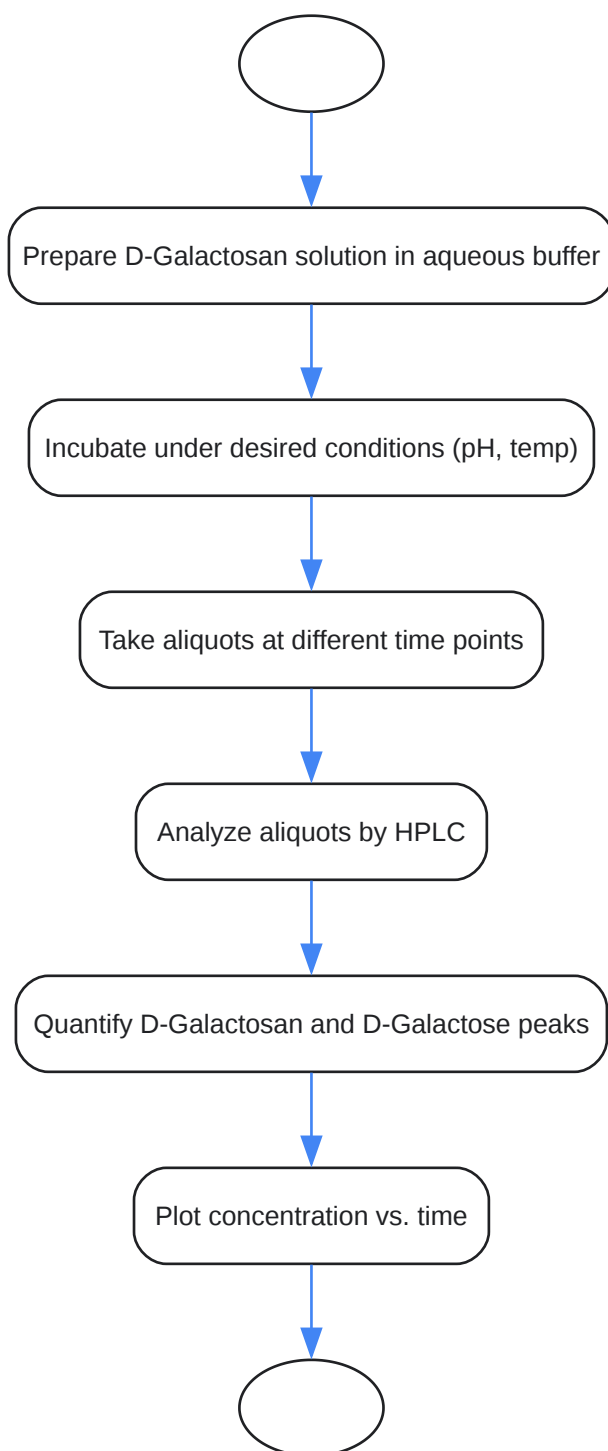 Prepare D-Galactosan solution in aqueous buffer
Incubate under desired conditions (pH, temp)
Take aliquots at different time points
Analyze aliquots by HPLC
Quantify D-Galactosan and D-Galactose peaks
Plot concentration vs. time